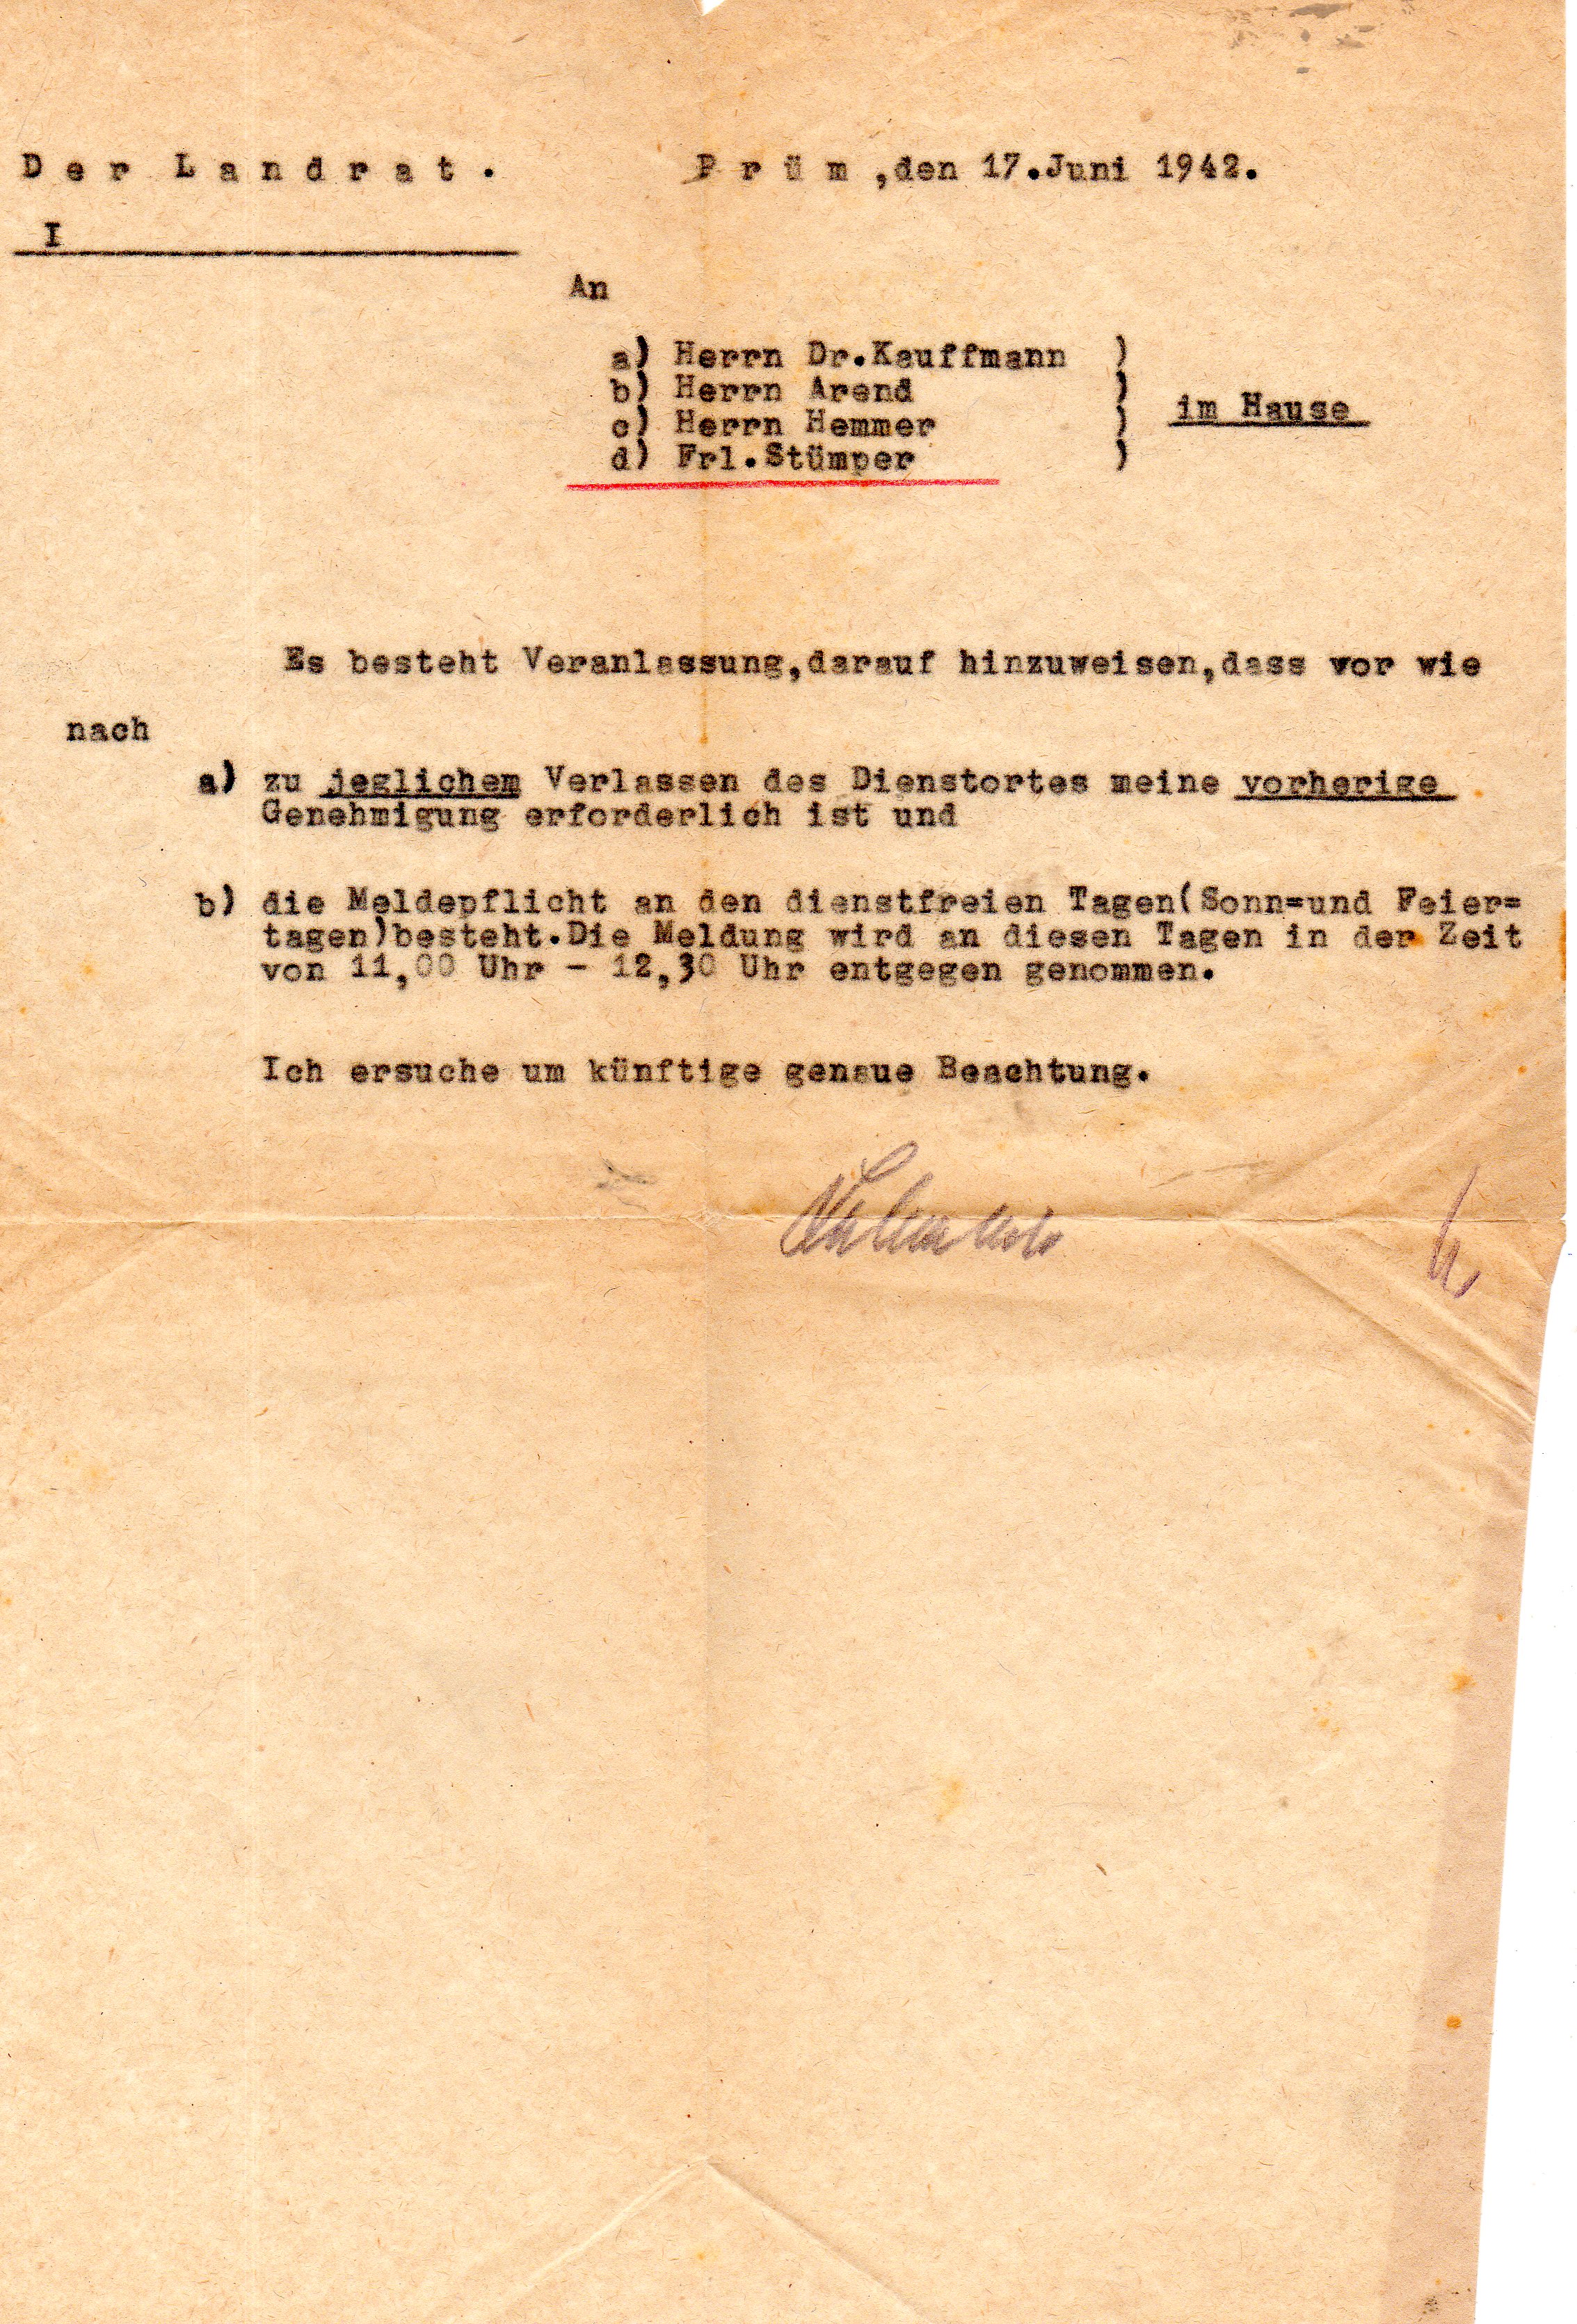 Der Landrat.
Prüm,den 17.Juni 1942.
I
An
a) Herrn Dr.Kauffmann )
b) Herrn Arend )
im Hause
c) Herrn Hemmer )
d) Frl.Stümper )
Es besteht Veranlassung,darauf hinzuweisen,dass vor wie
nach
a) zu jeglichem Verlassen des Dienstortes meine vorherige
Genehmigung erforderlich ist und
b) die Meldepflicht an den dienstfreien Tagen(Sonn=und Feier=
tagen)besteht.Die Meldung wird an diesen Tagen in der Zeit
von 11,00 Uhr - 12,30 Uhr entgegen genommen.
Ich ersuche um künftige genaue Beachtung.